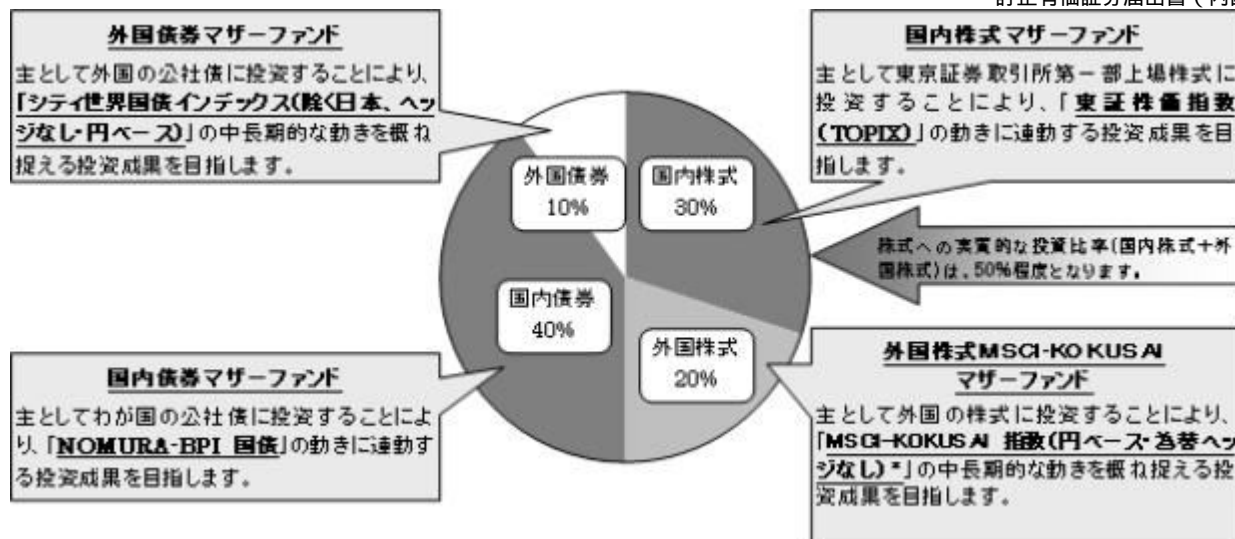 訂正有価証券届出書(内
外国債券マザーファンド
主として外国の公社債に投資することにより、
「シティ世界国債インデックス(除く日本、ヘッ
ジなし・円ベース)」の中長期的な動きを概ね
捉える投資成果を目指します。
国内株式マザーファンド
主として東京証券取引所第一部上場株式に
投資することにより、「東証株価指数
(TOPIX)」の動きに連動する投資成果を目
指します。
外国債券
10%
国内株式
30%
株式への実質的な投資比率(国内株式+外
国株式)は、50%程度となります。
国内債券
40%
外国株式
20%
国内債券マザーファンド
主としてわが国の公社債に投資することによ
り、「NOMURA-BPI 国債」の動きに連動す
る投資成果を目指します。
外国株式MSCI-KOKUSAI
マザーファンド
主として外国の株式に投資することにより、
「MSCI-KOKUSAI 指数(円ベース・為替ヘッ
ジなし)*」の中長期的な動きを概ね捉える投
資成果を目指します。